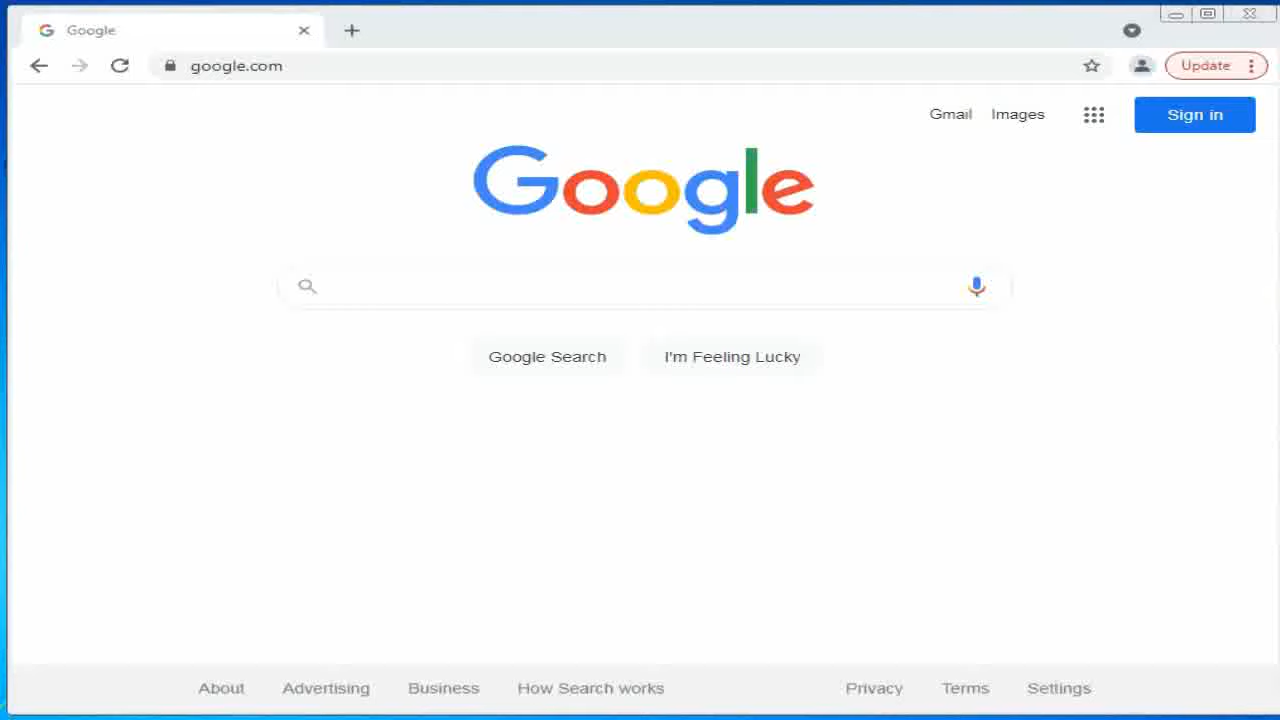 Google
google.com
Update
Gmail Images
Sign in
Google
Google Search I'm Feeling Lucky
About Advertising Business How Search works Privacy Terms Settings